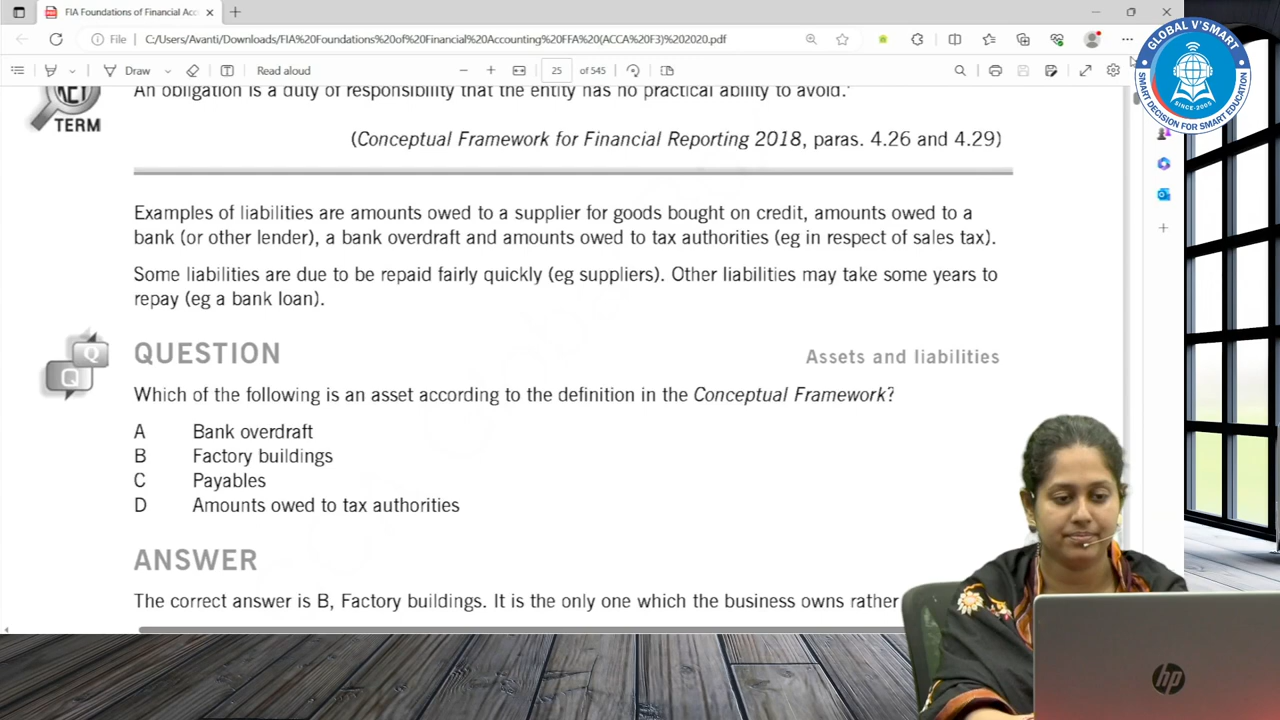 FIA Foundations of Financial Acc
File
C:/Users/Avanti/Downloads/FIA%20Foundations%20of%20Financial%20Accounting%20FFA%20(ACCA%20F3)%202020.pdf
Draw
Read aloud
25 of 545
GLOBAL V'SMART
SINCE-2005
SMART DECISION FOR SMART EDUCATION
KEY
TERM
An obligation is a duty of responsibility that the entity has no practical ability to avoid.'
(Conceptual Framework for Financial Reporting 2018, paras. 4.26 and 4.29)
Examples of liabilities are amounts owed to a supplier for goods bought on credit, amounts owed to a
bank (or other lender), a bank overdraft and amounts owed to tax authorities (eg in respect of sales tax).
Some liabilities are due to be repaid fairly quickly (eg suppliers). Other liabilities may take some years to
repay (eg a bank loan).
Q
Q
QUESTION
Assets and liabilities
Which of the following is an asset according to the definition in the Conceptual Framework?
A Bank overdraft
B Factory buildings
C Payables
D Amounts owed to tax authorities
ANSWER
The correct answer is B, Factory buildings. It is the only one which the business owns rather
hp